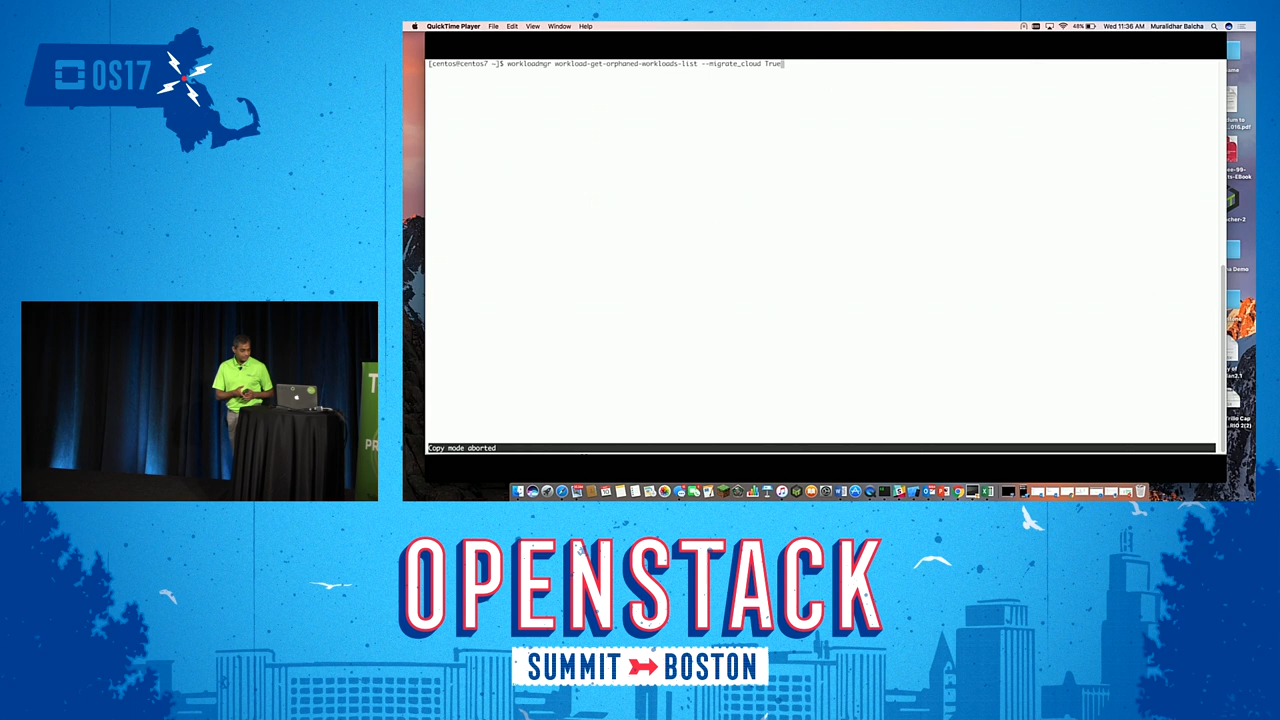 OS17
QuickTime Player File Edit View Window Help
48% Wed 11:36 AM Muralidhar Balcha
[centos@centos7 ~]$ workloadmgr workload-get-orphaned-workloads-list --migrate_cloud True
Copy mode aborted
OPENSTACK
SUMMIT BOSTON